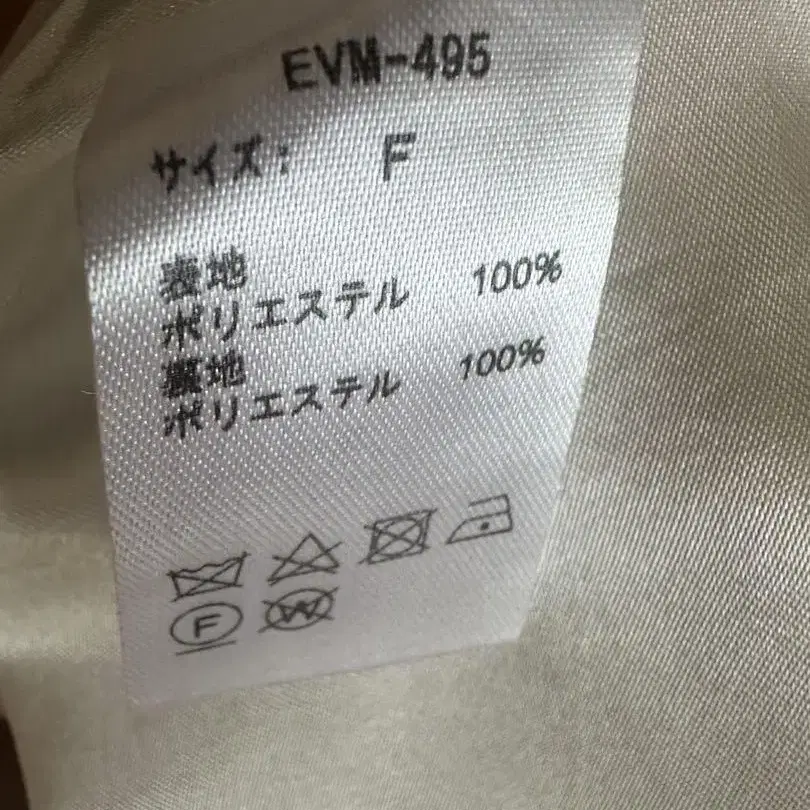 EVM-495
サイズ: F
表地
ポリエステル 100%
裏地
ポリエステル 100%
F W